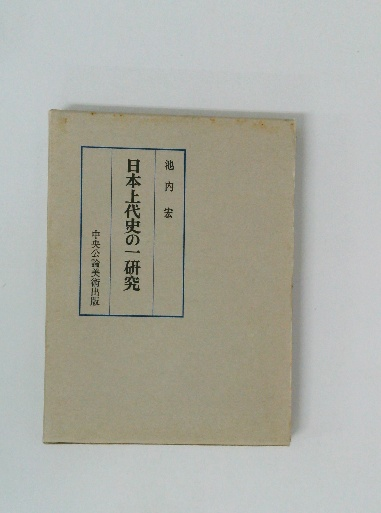 池内宏
日本上代史の一研究
中央公論美術出版